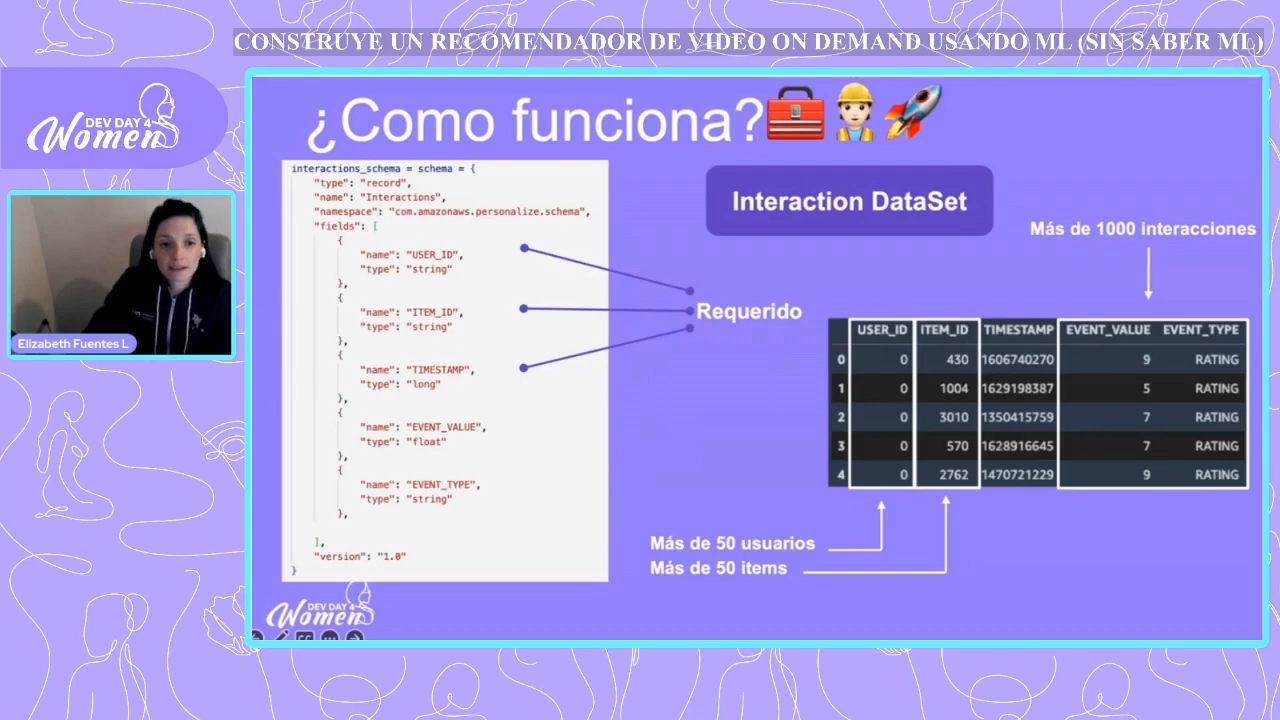 CONSTRUYE UN RECOMENDADOR DE VIDEO ON DEMAND USANDO ML (SIN SABER ML)
DEV DAY 4
Women
Elizabeth Fuentes L
¿Como funciona?
interactions_schema = schema = {
"type": "record",
"name": "Interactions",
"namespace": "com.amazonaws.personalize.schema",
"fields": [
{
"name": "USER_ID",
"type": "string"
},
{
"name": "ITEM_ID",
"type": "string"
},
{
"name": "TIMESTAMP",
"type": "long"
},
{
"name": "EVENT_VALUE",
"type": "float"
},
{
"name": "EVENT_TYPE",
"type": "string"
},
],
"version": "1.0"
}
Interaction DataSet
Más de 1000 interacciones
Requerido
USER_ID ITEM_ID TIMESTAMP EVENT_VALUE EVENT_TYPE
0 0 430 1606740270 9 RATING
1 0 1004 1629198387 5 RATING
2 0 3010 1350415759 7 RATING
3 0 570 1628916645 7 RATING
4 0 2762 1470721229 9 RATING
Más de 50 usuarios
Más de 50 items
DEV DAY 4
Women